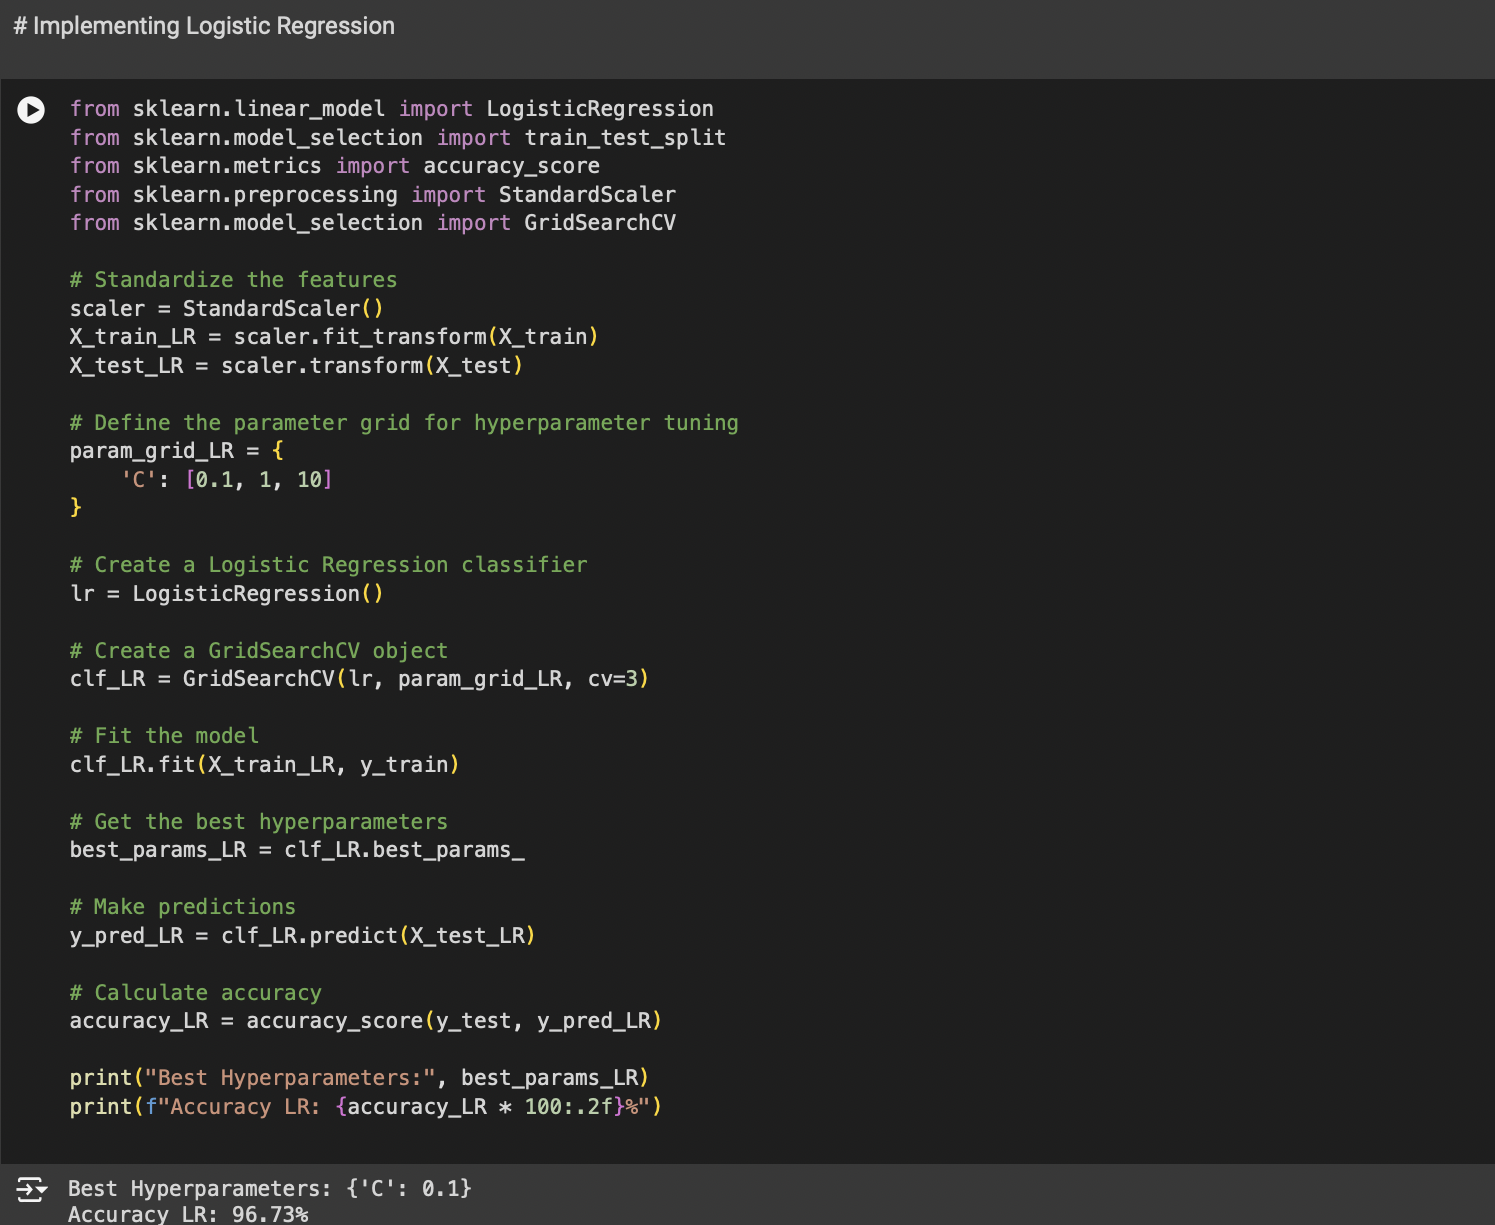 # Implementing Logistic Regression
from sklearn.linear_model import LogisticRegression
from sklearn.model_selection import train_test_split
from sklearn.metrics import accuracy_score
from sklearn.preprocessing import StandardScaler
from sklearn.model_selection import GridSearchCV

# Standardize the features
scaler = StandardScaler()
X_train_LR = scaler.fit_transform(X_train)
X_test_LR = scaler.transform(X_test)

# Define the parameter grid for hyperparameter tuning
param_grid_LR = {
    'C': [0.1, 1, 10]
}

# Create a Logistic Regression classifier
lr = LogisticRegression()

# Create a GridSearchCV object
clf_LR = GridSearchCV(lr, param_grid_LR, cv=3)

# Fit the model
clf_LR.fit(X_train_LR, y_train)

# Get the best hyperparameters
best_params_LR = clf_LR.best_params_

# Make predictions
y_pred_LR = clf_LR.predict(X_test_LR)

# Calculate accuracy
accuracy_LR = accuracy_score(y_test, y_pred_LR)

print("Best Hyperparameters:", best_params_LR)
print(f"Accuracy LR: {accuracy_LR * 100:.2f}%")

Best Hyperparameters: {'C': 0.1}
Accuracy LR: 96.73%